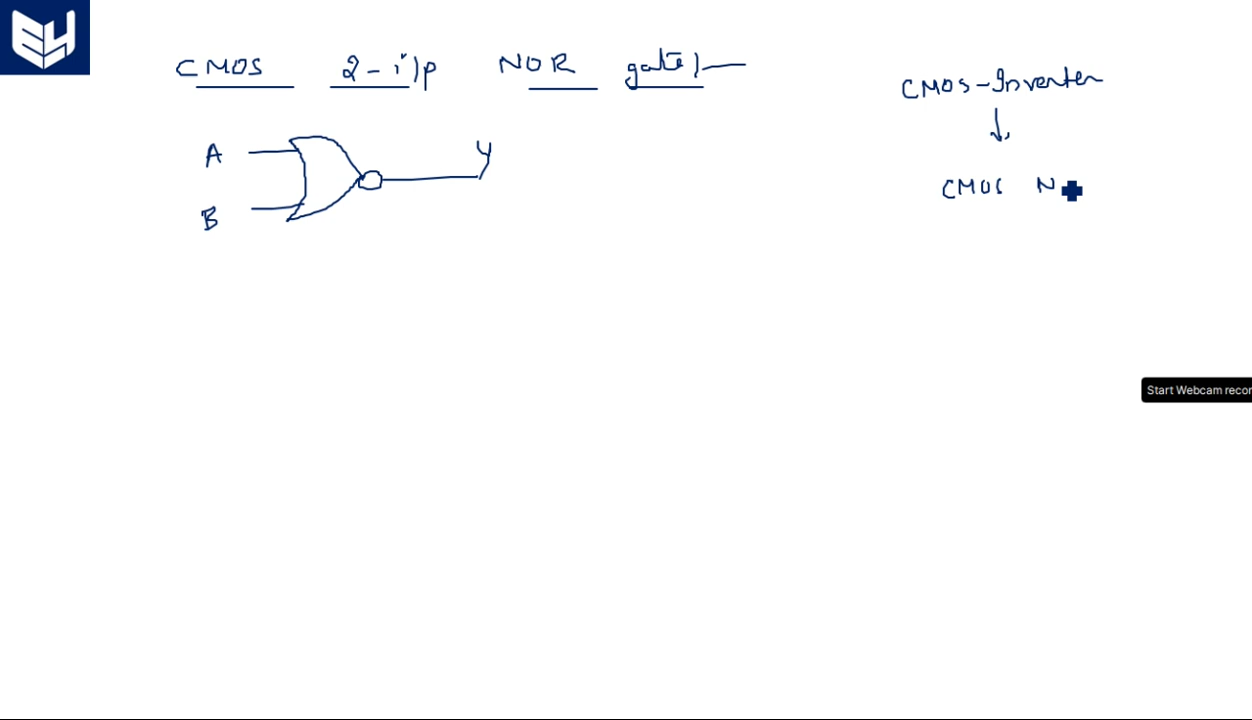 CMOS 2-i/p NOR gate:-
CMOS-Inverter
↓
CMOS N
A
B
Y
Start Webcam recor